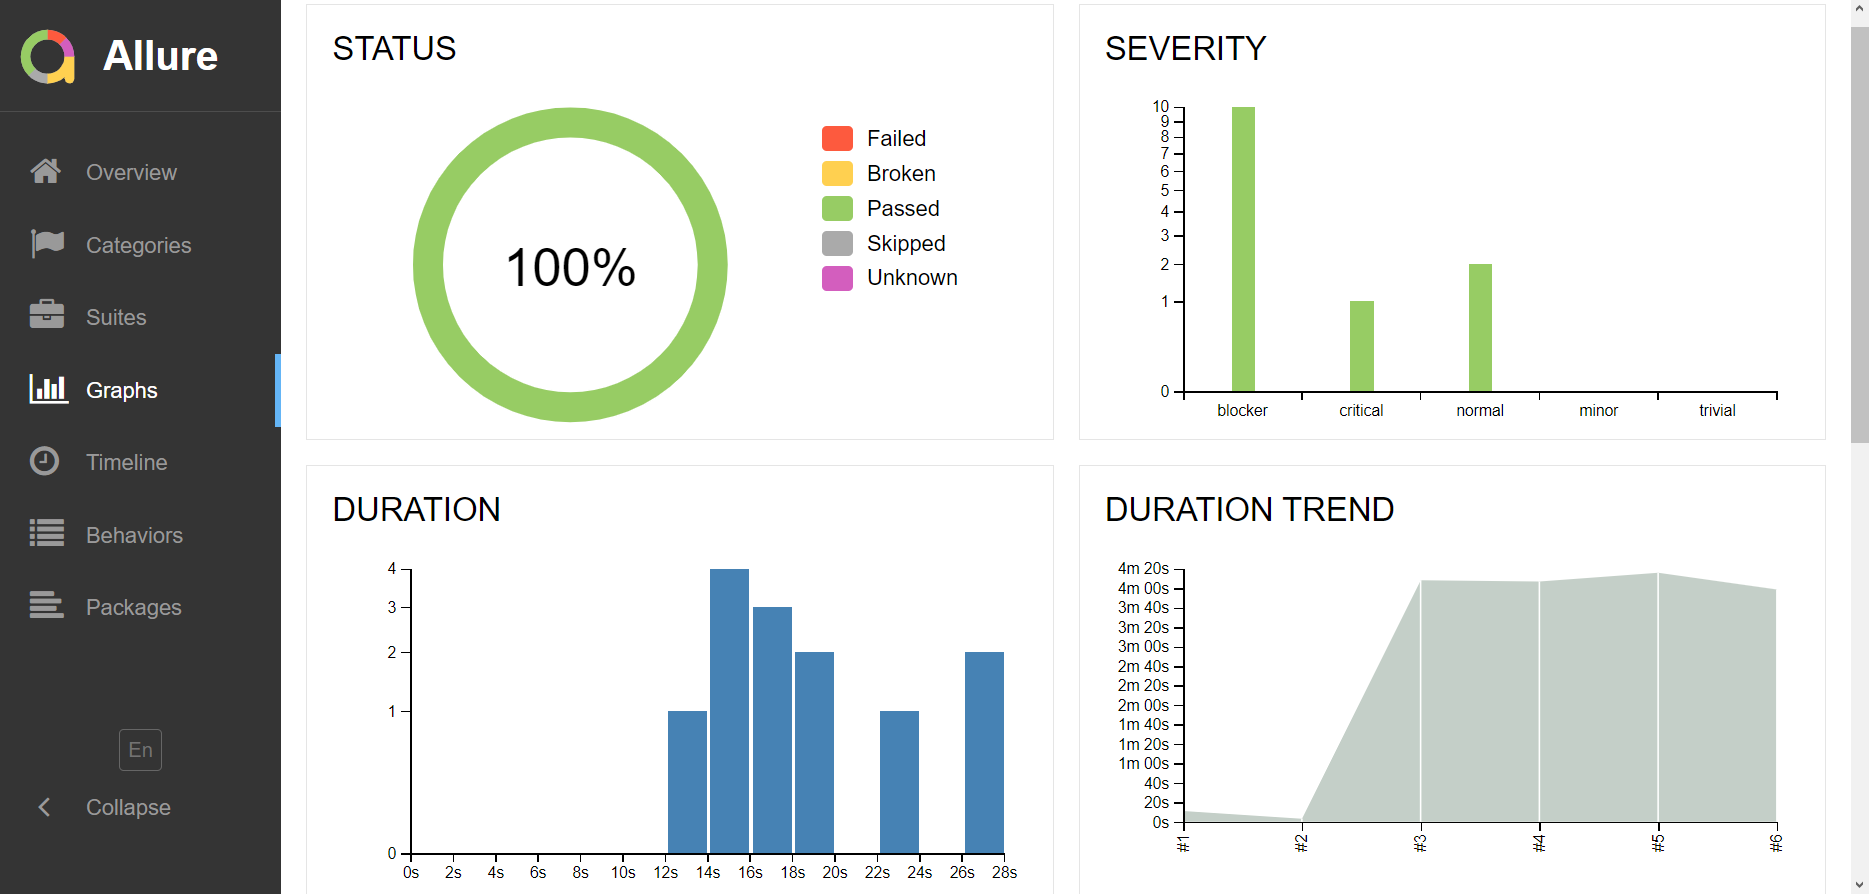 Allure
Overview
Categories
Suites
Graphs
Timeline
Behaviors
Packages
En
Collapse
STATUS
100%
Failed
Broken
Passed
Skipped
Unknown
SEVERITY
10
9
8
7
6
5
4
3
2
1
0
blocker critical normal minor trivial
DURATION
4
3
2
1
0
0s 2s 4s 6s 8s 10s 12s 14s 16s 18s 20s 22s 24s 26s 28s
DURATION TREND
4m 20s
4m 00s
3m 40s
3m 20s
3m 00s
2m 40s
2m 20s
2m 00s
1m 40s
1m 20s
1m 00s
40s
20s
0s
#1 #2 #3 #4 #5 #6